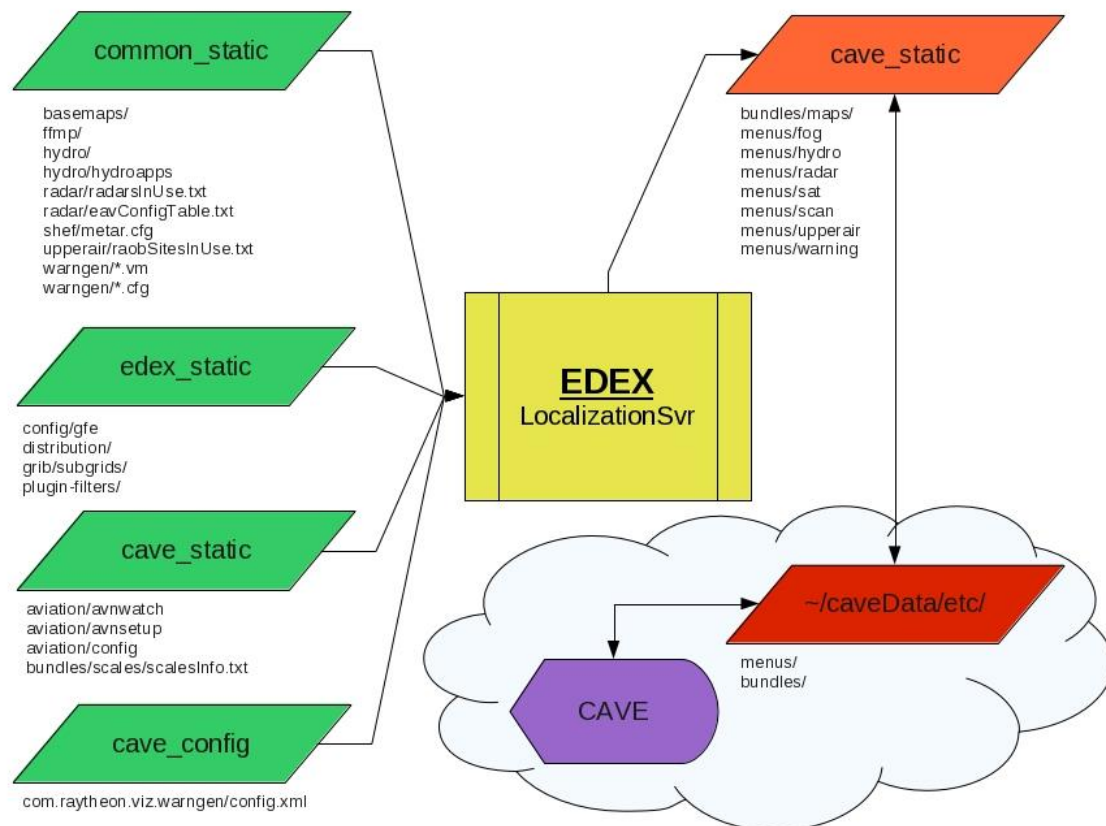 common_static
basemaps/
ffmp/
hydro/
hydro/hydroapps
radar/radarsInUse.txt
radar/eavConfigTable.txt
shef/metar.cfg
upperair/raobSitesInUse.txt
warngen/*.vm
warngen/*.cfg
edex_static
config/gfe
distribution/
grib/subgrids/
plugin-filters/
cave_static
aviation/avnwatch
aviation/avnsetup
aviation/config
bundles/scales/scalesInfo.txt
cave_config
com.raytheon.viz.warngen/config.xml
EDEX
LocalizationSvr
cave_static
bundles/maps/
menus/fog
menus/hydro
menus/radar
menus/sat
menus/scan
menus/upperair
menus/warning
~/caveData/etc/
menus/
bundles/
CAVE